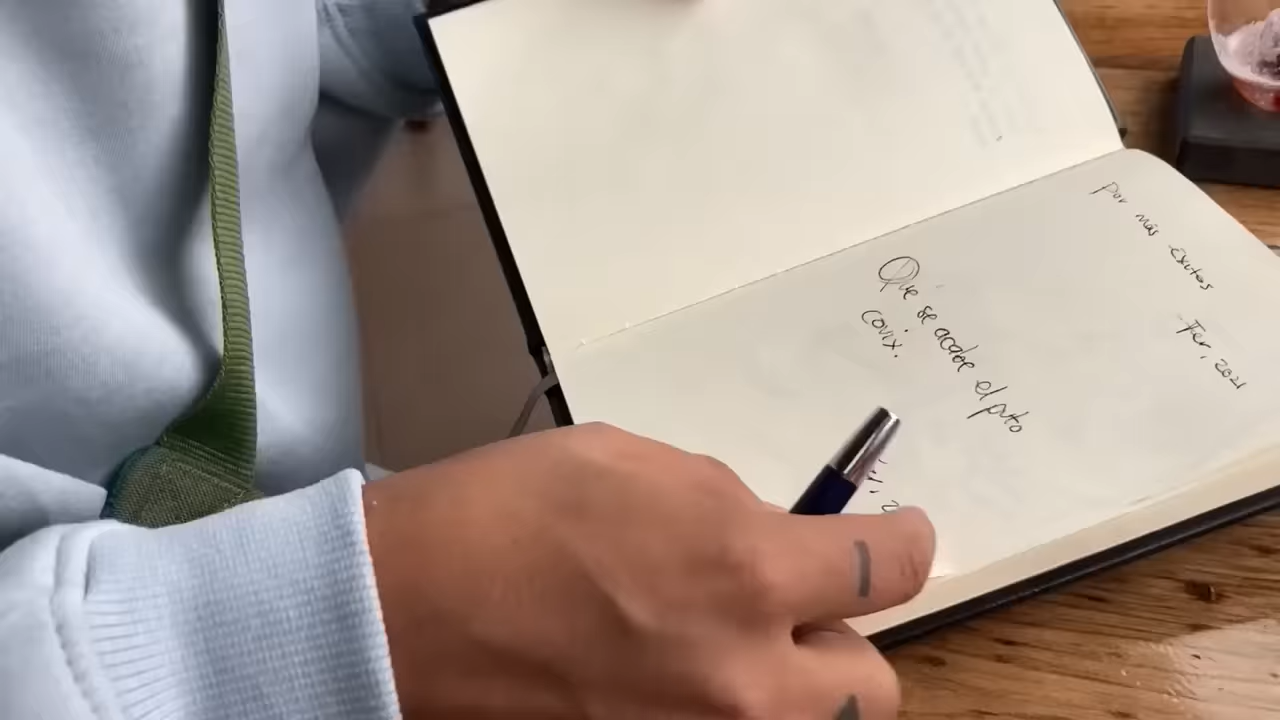 Por más éxitos
Fer, 2021
Que se acabe el puto
covix.